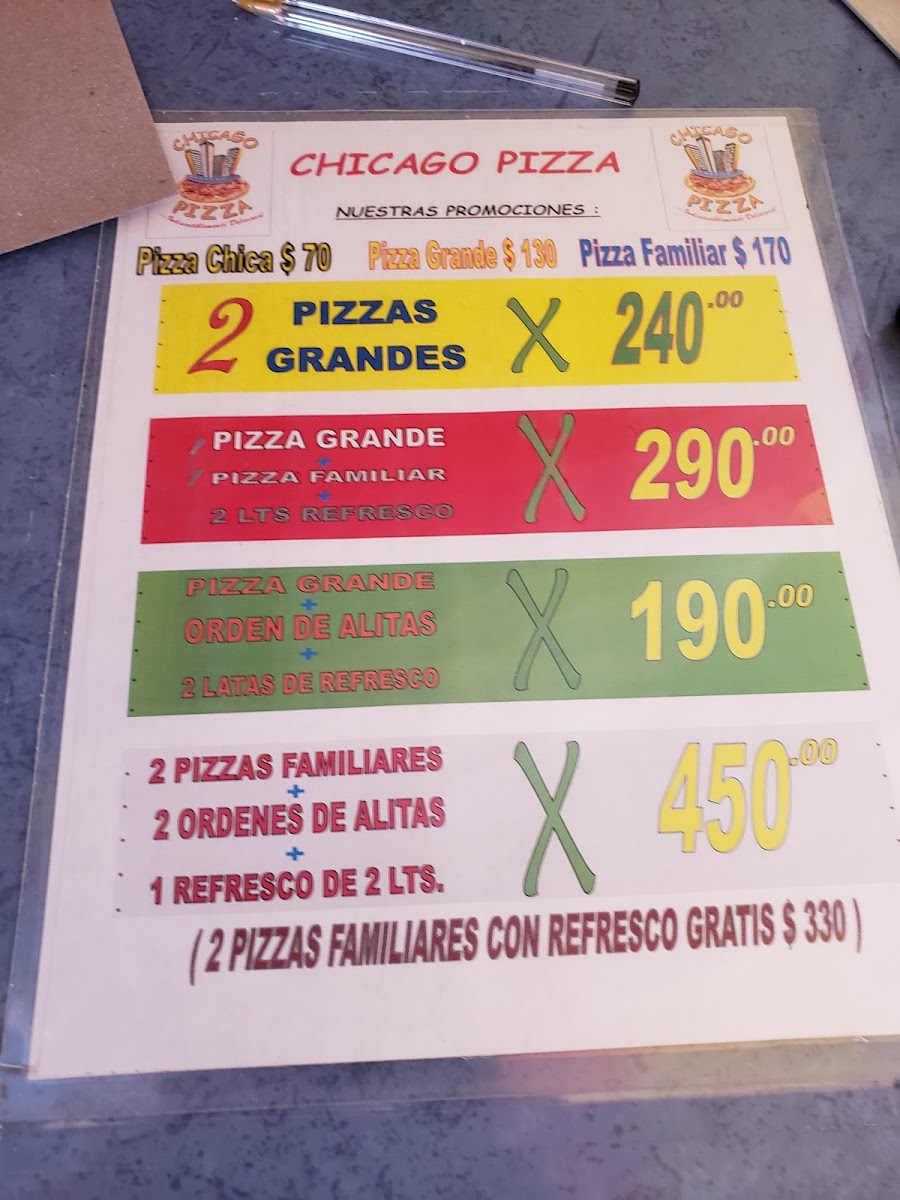 CHICAGO PIZZA
CHICAGO PIZZA
CHICAGO PIZZA
NUESTRAS PROMOCIONES :
Pizza Chica $ 70 Pizza Grande $ 130 Pizza Familiar $ 170
2 PIZZAS GRANDES X 240.00
1 PIZZA GRANDE
+
1 PIZZA FAMILIAR
+
2 LTS REFRESCO
X 290.00
PIZZA GRANDE
+
ORDEN DE ALITAS
+
2 LATAS DE REFRESCO
X 190.00
2 PIZZAS FAMILIARES
+
2 ORDENES DE ALITAS
+
1 REFRESCO DE 2 LTS.
X 450.00
( 2 PIZZAS FAMILIARES CON REFRESCO GRATIS $ 330 )